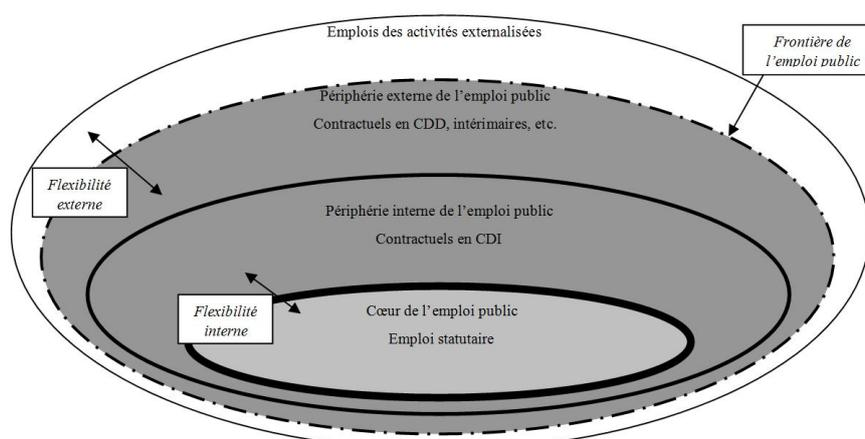 Emplois des activités externalisées
Frontière de
l'emploi public
Périphérie externe de l'emploi public
Contractuels en CDD, intérimaires, etc.
Flexibilité
externe
Périphérie interne de l'emploi public
Contractuels en CDI
Flexibilité
interne
Cœur de l'emploi public
Emploi statutaire